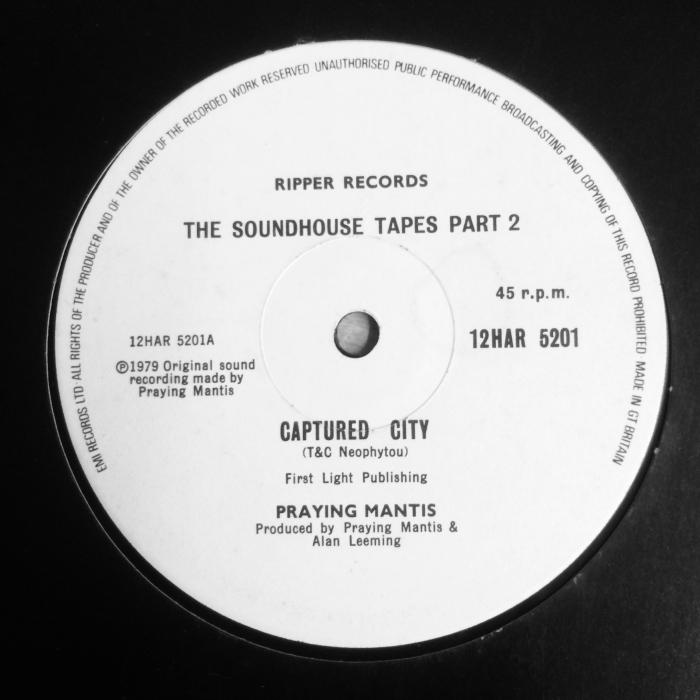 EMI RECORDS LTD·ALL RIGHTS OF THE PRODUCER AND OF THE OWNER OF THE RECORDED WORK RESERVED UNAUTHORISED PUBLIC PERFORMANCE BROADCASTING AND COPYING OF THIS RECORD PROHIBITED MADE IN GT BRITAIN
RIPPER RECORDS
THE SOUNDHOUSE TAPES PART 2
45 r.p.m.
12HAR 5201A
12HAR 5201
℗1979 Original sound
recording made by
Praying Mantis
CAPTURED CITY
(T&C Neophytou)
First Light Publishing
PRAYING MANTIS
Produced by Praying Mantis &
Alan Leeming